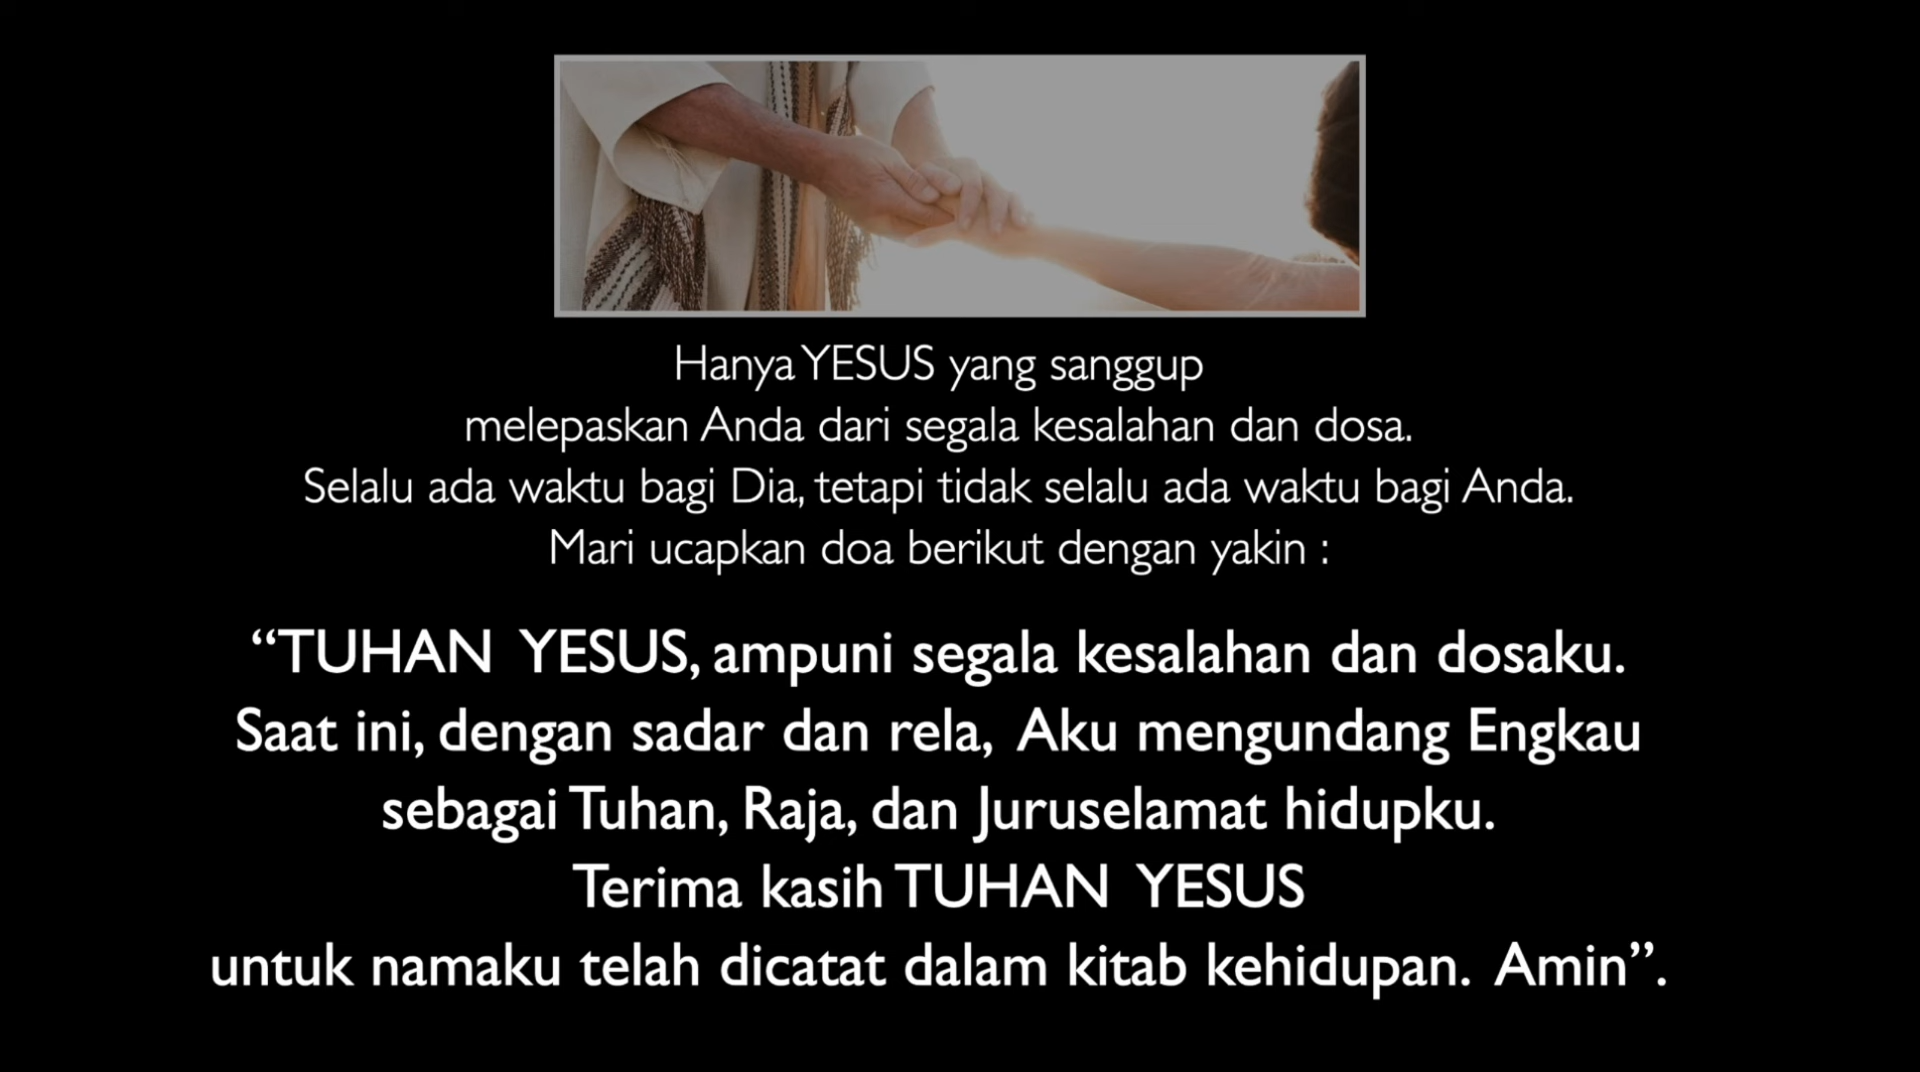 Hanya YESUS yang sanggup
melepaskan Anda dari segala kesalahan dan dosa.
Selalu ada waktu bagi Dia, tetapi tidak selalu ada waktu bagi Anda.
Mari ucapkan doa berikut dengan yakin :
“TUHAN YESUS, ampuni segala kesalahan dan dosaku.
Saat ini, dengan sadar dan rela, Aku mengundang Engkau
sebagai Tuhan, Raja, dan Juruselamat hidupku.
Terima kasih TUHAN YESUS
untuk namaku telah dicatat dalam kitab kehidupan. Amin”.